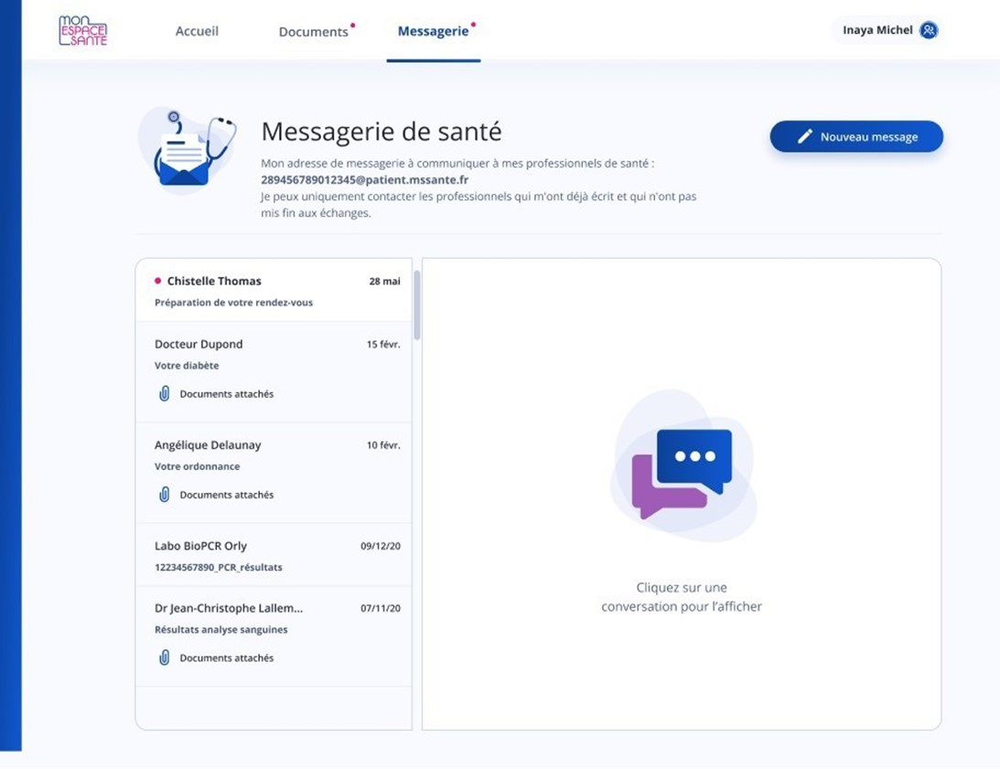 MON
ESPACE
SANTÉ
Accueil
Documents
Messagerie
Inaya Michel
Messagerie de santé
Mon adresse de messagerie à communiquer à mes professionnels de santé :
289456789012345@patient.mssante.fr
Je peux uniquement contacter les professionnels qui m'ont déjà écrit et qui n'ont pas
mis fin aux échanges.
Nouveau message
Chistelle Thomas 28 mai
Préparation de votre rendez-vous
Docteur Dupond 15 févr.
Votre diabète
Documents attachés
Angélique Delaunay 10 févr.
Votre ordonnance
Documents attachés
Labo BioPCR Orly 09/12/20
12234567890_PCR_résultats
Dr Jean-Christophe Lallem... 07/11/20
Résultats analyse sanguines
Documents attachés
Cliquez sur une
conversation pour l'afficher